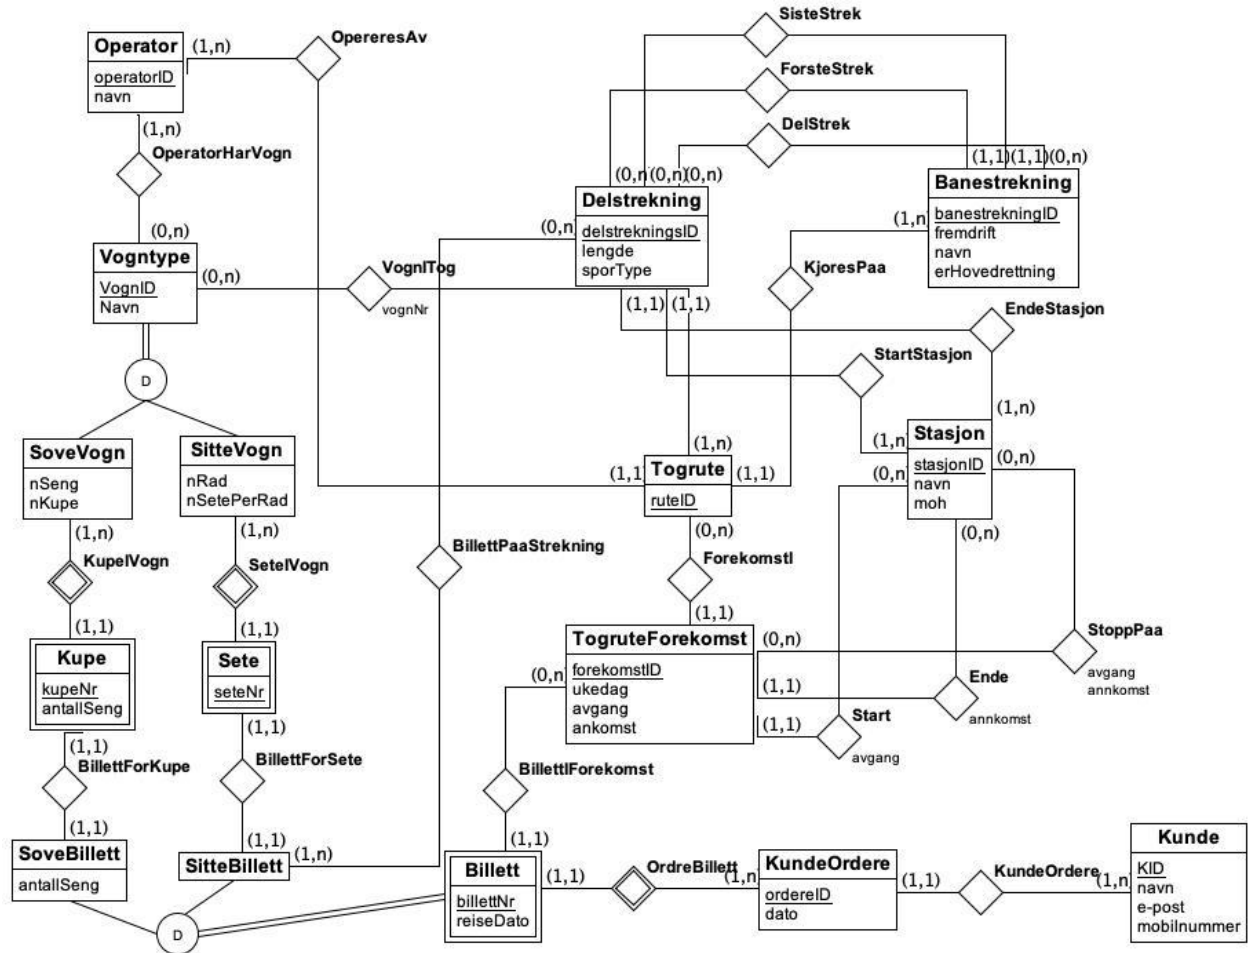 SisteStrek
Operator
(1,n)
OpereresAv
operatorID
navn
ForsteStrek
(1,n)
OperatorHarVogn
DelStrek
(0,n)(0,n)(0,n)
(1,1)(1,1)(0,n)
Delstrekning
delstrekningsID
lengde
sporType
Banestrekning
banestrekningID
fremdrift
navn
erHovedrettning
(0,n)
(0,n)
(1,n)
Vogntype
VognID
Navn
(0,n)
VognITog
vognNr
KjoresPaa
(1,1)
(1,1)
EndeStasjon
StartStasjon
D
(1,n)
SoveVogn
nSeng
nKupe
SitteVogn
nRad
nSetePerRad
(1,n)
(1,n)
Stasjon
stasjonID
navn
moh
(0,n)
(1,1)
Togrute
ruteID
(1,1)
(0,n)
(1,n)
(1,n)
(0,n)
(0,n)
KupeIVogn
SeteIVogn
BillettPaaStrekning
ForekomstI
(1,1)
(1,1)
(1,1)
Kupe
kupeNr
antallSeng
Sete
seteNr
TogruteForekomst
forekomstID
ukedag
avgang
ankomst
(0,n)
StoppPaa
avgang
annkomst
(0,n)
(1,1)
Ende
annkomst
(1,1)
Start
avgang
(1,1)
(1,1)
BillettForKupe
BillettForSete
BillettIForekomst
(1,1)
(1,1)
(1,1)
SoveBillett
antallSeng
SitteBillett
(1,n)
Billett
billettNr
reiseDato
(1,1)
OrdreBillett
(1,n)
KundeOrdere
ordereID
dato
(1,1)
KundeOrdere
(1,n)
Kunde
KID
navn
e-post
mobilnummer
D